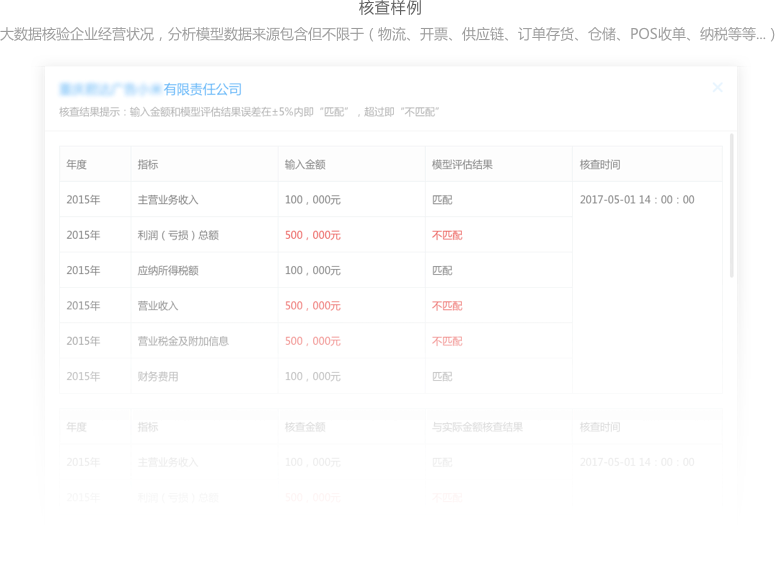 核查样例
大数据核验企业经营状况，分析模型数据来源包含但不限于（物流、开票、供应链、订单存货、仓储、POS收单、纳税等等...）
有限责任公司
核查结果提示：输入金额和模型评估结果误差在±5%内即“匹配”，超过即“不匹配”
年度 指标 输入金额 模型评估结果 核查时间
2015年 主营业务收入 100，000元 匹配 2017-05-01 14：00：00
2015年 利润（亏损）总额 500，000元 不匹配
2015年 应纳所得税额 100，000元 匹配
2015年 营业收入 500，000元 不匹配
2015年 营业税金及附加信息 500，000元 不匹配
2015年 财务费用 100，000元 匹配
年度 指标 核查金额 与实际金额核查结果 核查时间
2015年 主营业务收入 100，000元 匹配 2017-05-01 14：00：00
2015年 利润（亏损）总额 500，000元 不匹配